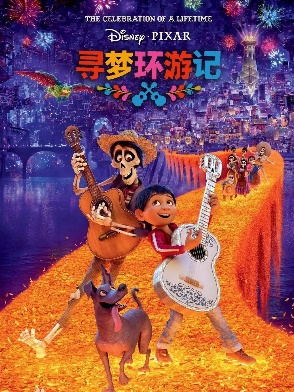 THE CELEBRATION OF A LIFETIME
DISNEY • PIXAR
寻梦环游记